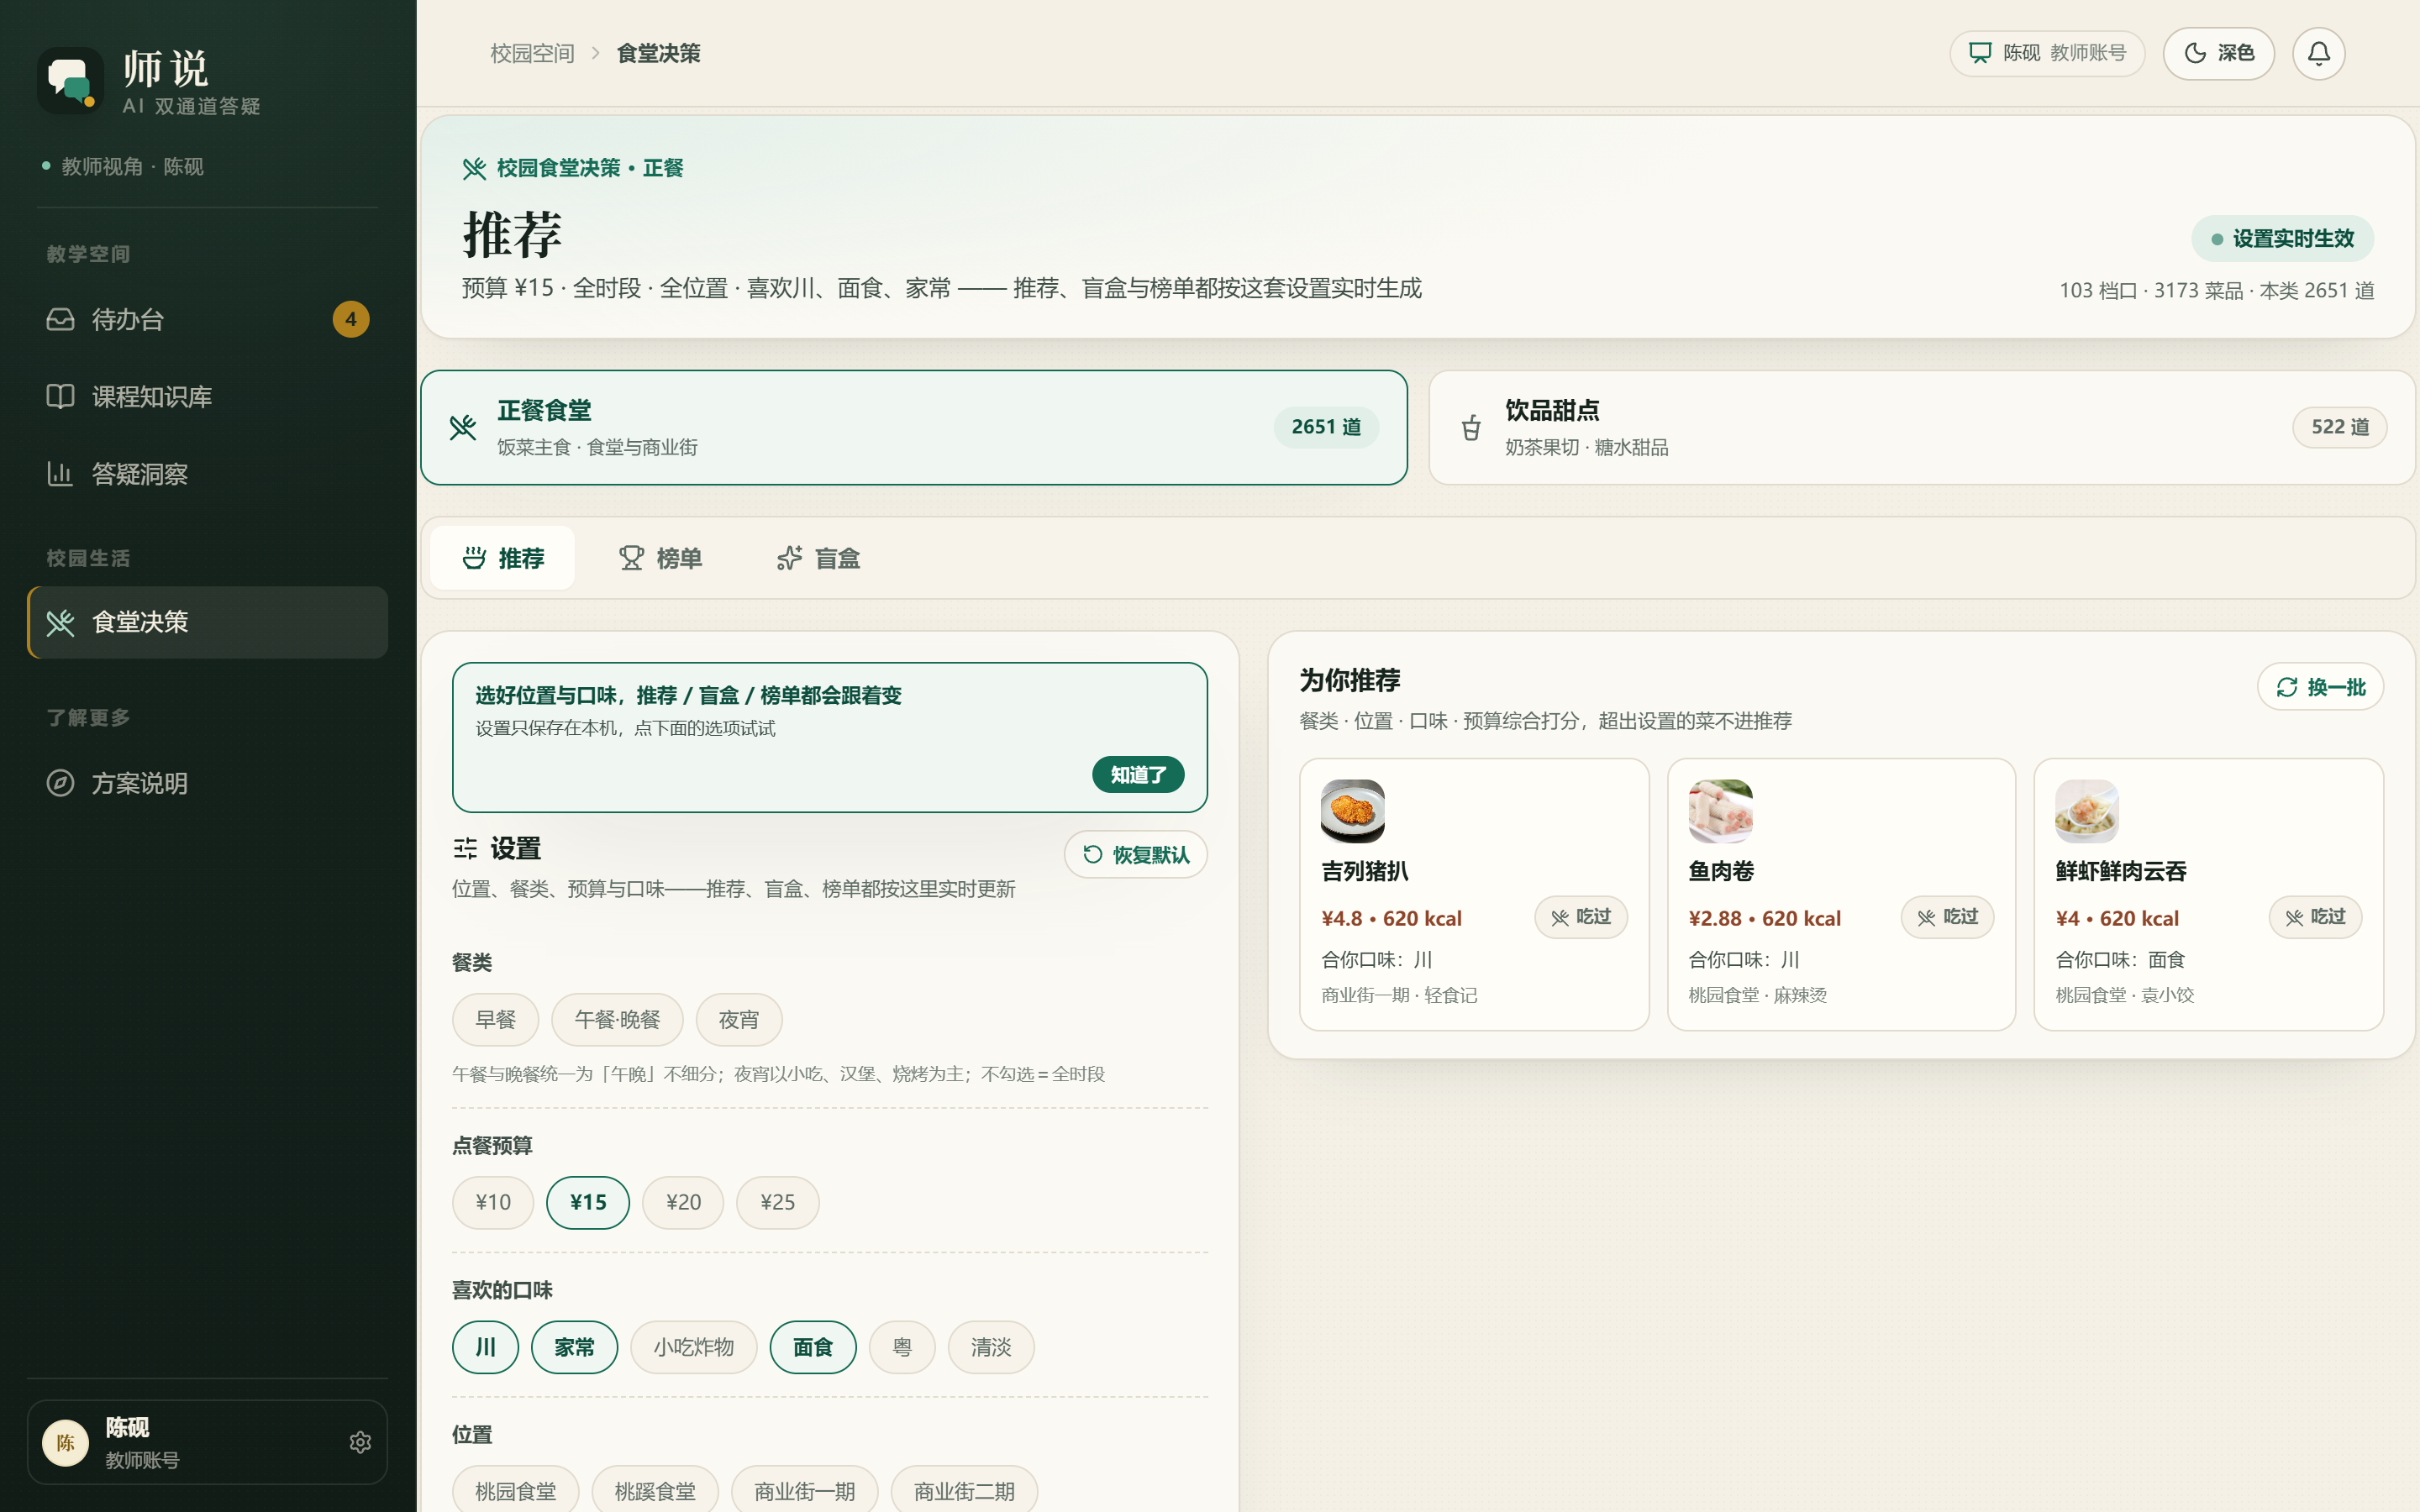 师说
AI 双通道答疑
教师视角 · 陈砚
教学空间
待办台
4
课程知识库
答疑洞察
校园生活
食堂决策
了解更多
方案说明
陈
陈砚
教师账号
校园空间 > 食堂决策
陈砚 教师账号
深色
校园食堂决策 • 正餐
推荐
预算 ¥15 · 全时段 · 全位置 · 喜欢川、面食、家常 —— 推荐、盲盒与榜单都按这套设置实时生成
设置实时生效
103 档口 · 3173 菜品 · 本类 2651 道
正餐食堂
饭菜主食 · 食堂与商业街
2651 道
饮品甜点
奶茶果切 · 糖水甜品
522 道
推荐
榜单
盲盒
选好位置与口味，推荐 / 盲盒 / 榜单都会跟着变
设置只保存在本机，点下面的选项试试
知道了
设置
恢复默认
位置、餐类、预算与口味——推荐、盲盒、榜单都按这里实时更新
餐类
早餐
午餐·晚餐
夜宵
午餐与晚餐统一为「午晚」不细分；夜宵以小吃、汉堡、烧烤为主；不勾选 = 全时段
点餐预算
¥10
¥15
¥20
¥25
喜欢的口味
川
家常
小吃炸物
面食
粤
清淡
位置
桃园食堂
桃蹊食堂
商业街一期
商业街二期
为你推荐
换一批
餐类 · 位置 · 口味 · 预算综合打分，超出设置的菜不进推荐
吉列猪扒
¥4.8 • 620 kcal
吃过
合你口味：川
商业街一期 · 轻食记
鱼肉卷
¥2.88 • 620 kcal
吃过
合你口味：川
桃园食堂 · 麻辣烫
鲜虾鲜肉云吞
¥4 • 620 kcal
吃过
合你口味：面食
桃园食堂 · 袁小饺